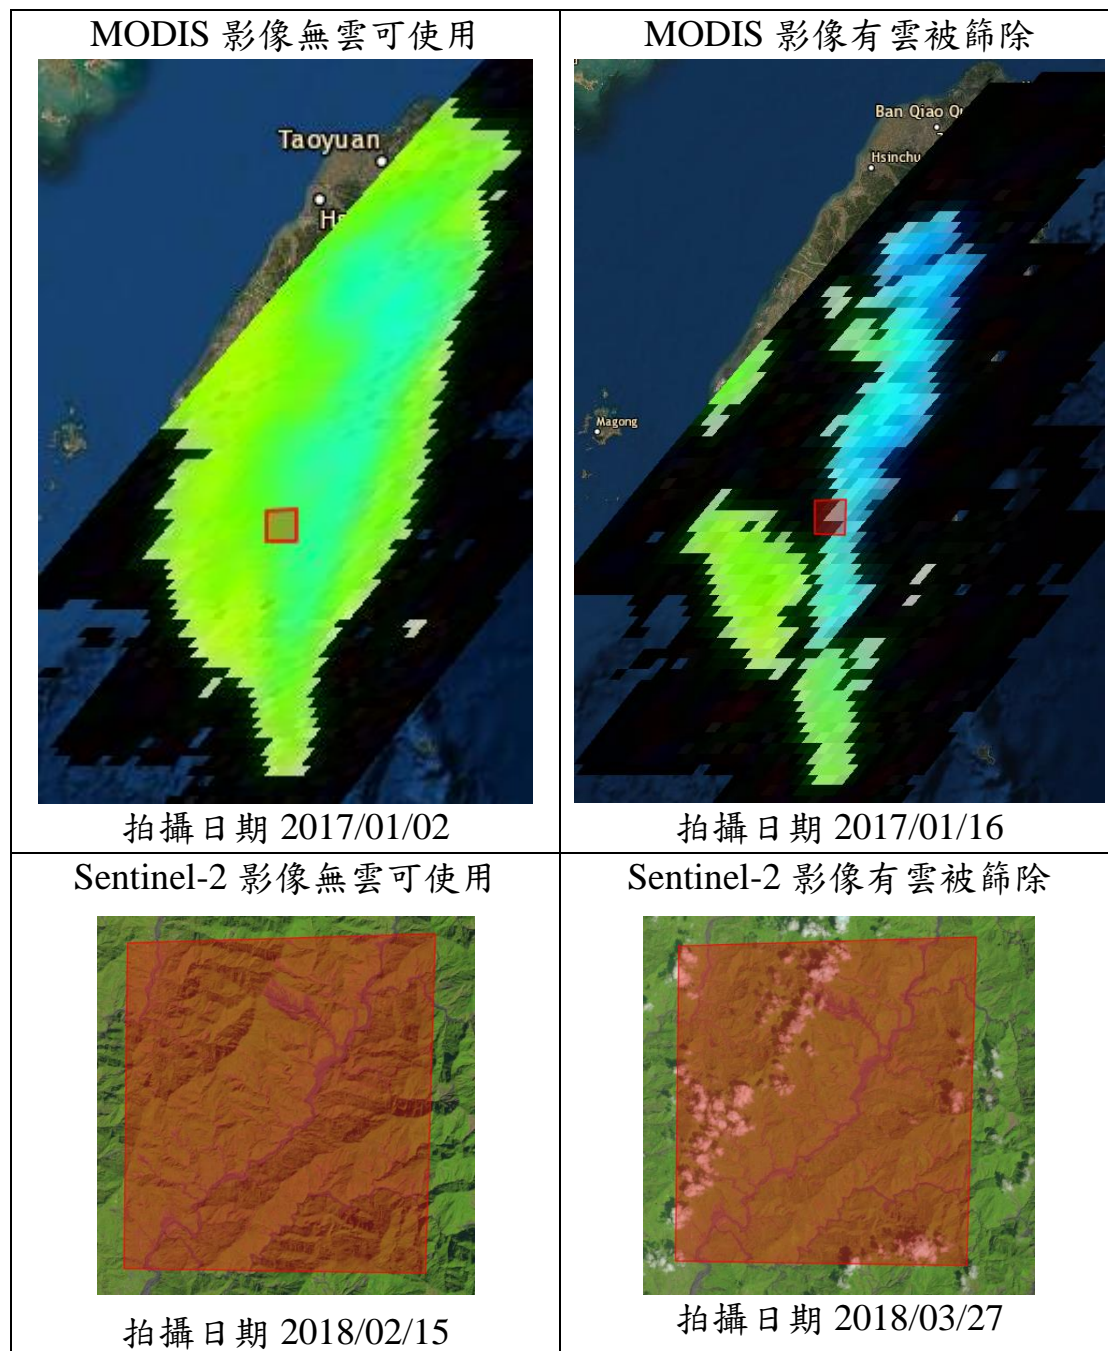 MODIS 影像無雲可使用
MODIS 影像有雲被篩除
Taoyuan
Hs
Ban Qiao Qu
Hsinchu
Magong
拍攝日期 2017/01/02
拍攝日期 2017/01/16
Sentinel-2 影像無雲可使用
Sentinel-2 影像有雲被篩除
拍攝日期 2018/02/15
拍攝日期 2018/03/27